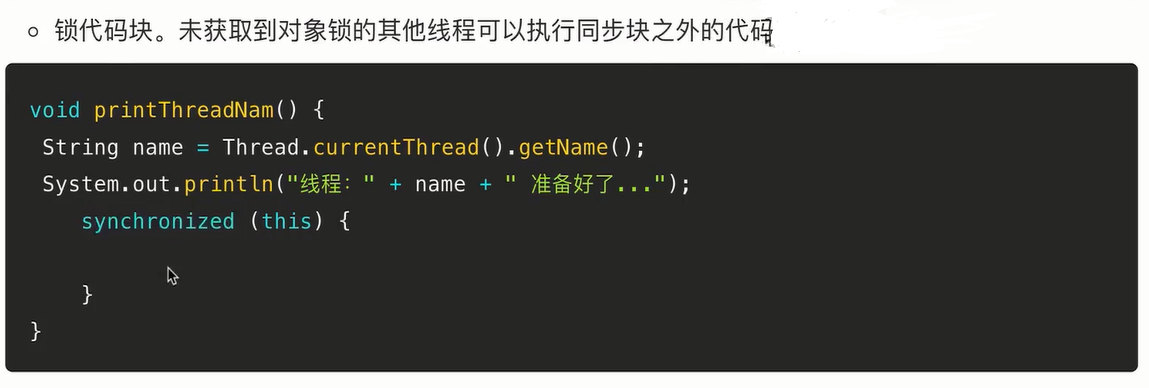 锁代码块。未获取到对象锁的其他线程可以执行同步块之外的代码
void printThreadNam() {
String name = Thread.currentThread().getName();
System.out.println("线程：" + name + " 准备好了...");
synchronized (this) {
}
}